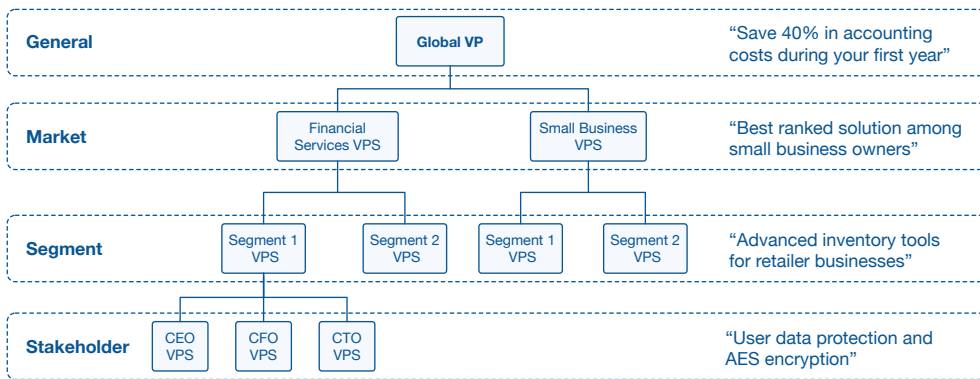 General
Global VP
“Save 40% in accounting
costs during your first year”
Market
Financial
Services VPS
Small Business
VPS
“Best ranked solution among
small business owners”
Segment
Segment 1
VPS
Segment 2
VPS
Segment 1
VPS
Segment 2
VPS
“Advanced inventory tools
for retailer businesses”
Stakeholder
CEO
VPS
CFO
VPS
CTO
VPS
“User data protection and
AES encryption”